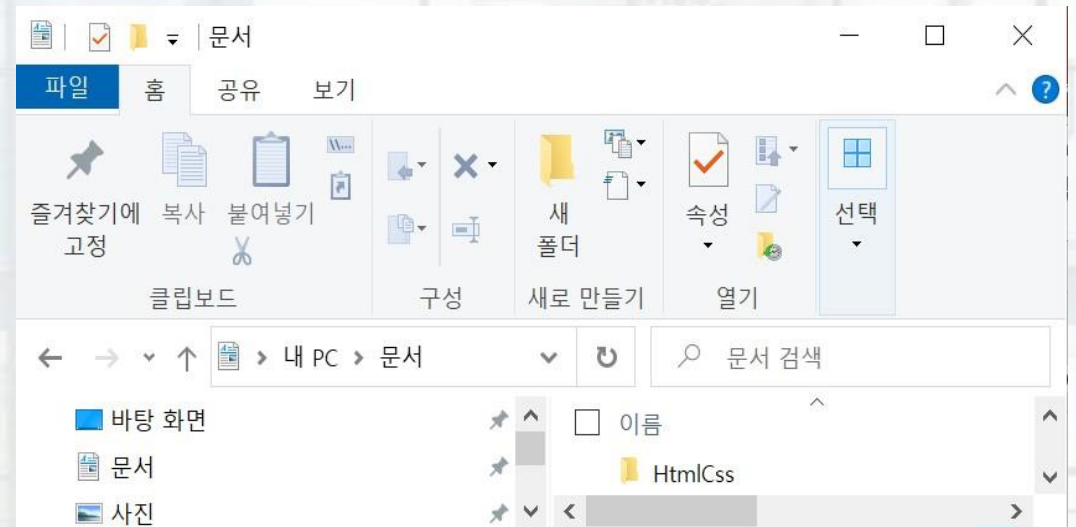 문서
파일 홈 공유 보기
즐겨찾기에 고정
복사
붙여넣기
새 폴더
속성
선택
클립보드 구성 새로 만들기 열기
내 PC > 문서
문서 검색
바탕 화면
문서
사진
이름
HtmlCss